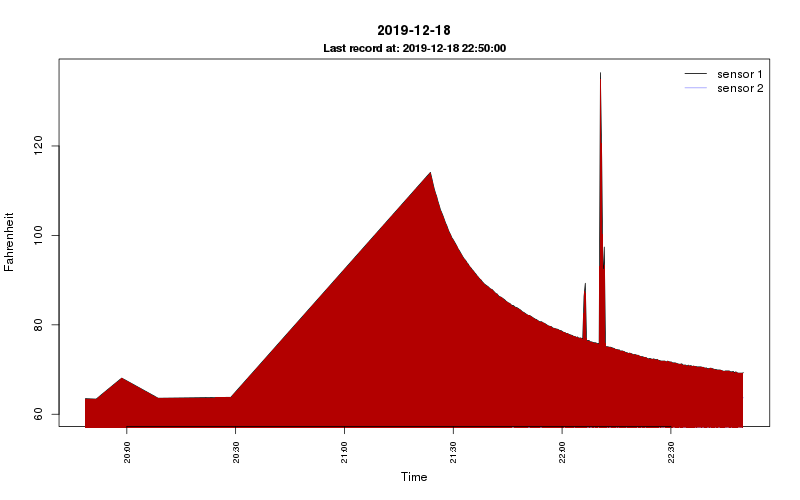 2019-12-18
Last record at: 2019-12-18 22:50:00
sensor 1
sensor 2
Fahrenheit
120
100
80
60
20:00
20:30
21:00
21:30
22:00
22:30
Time